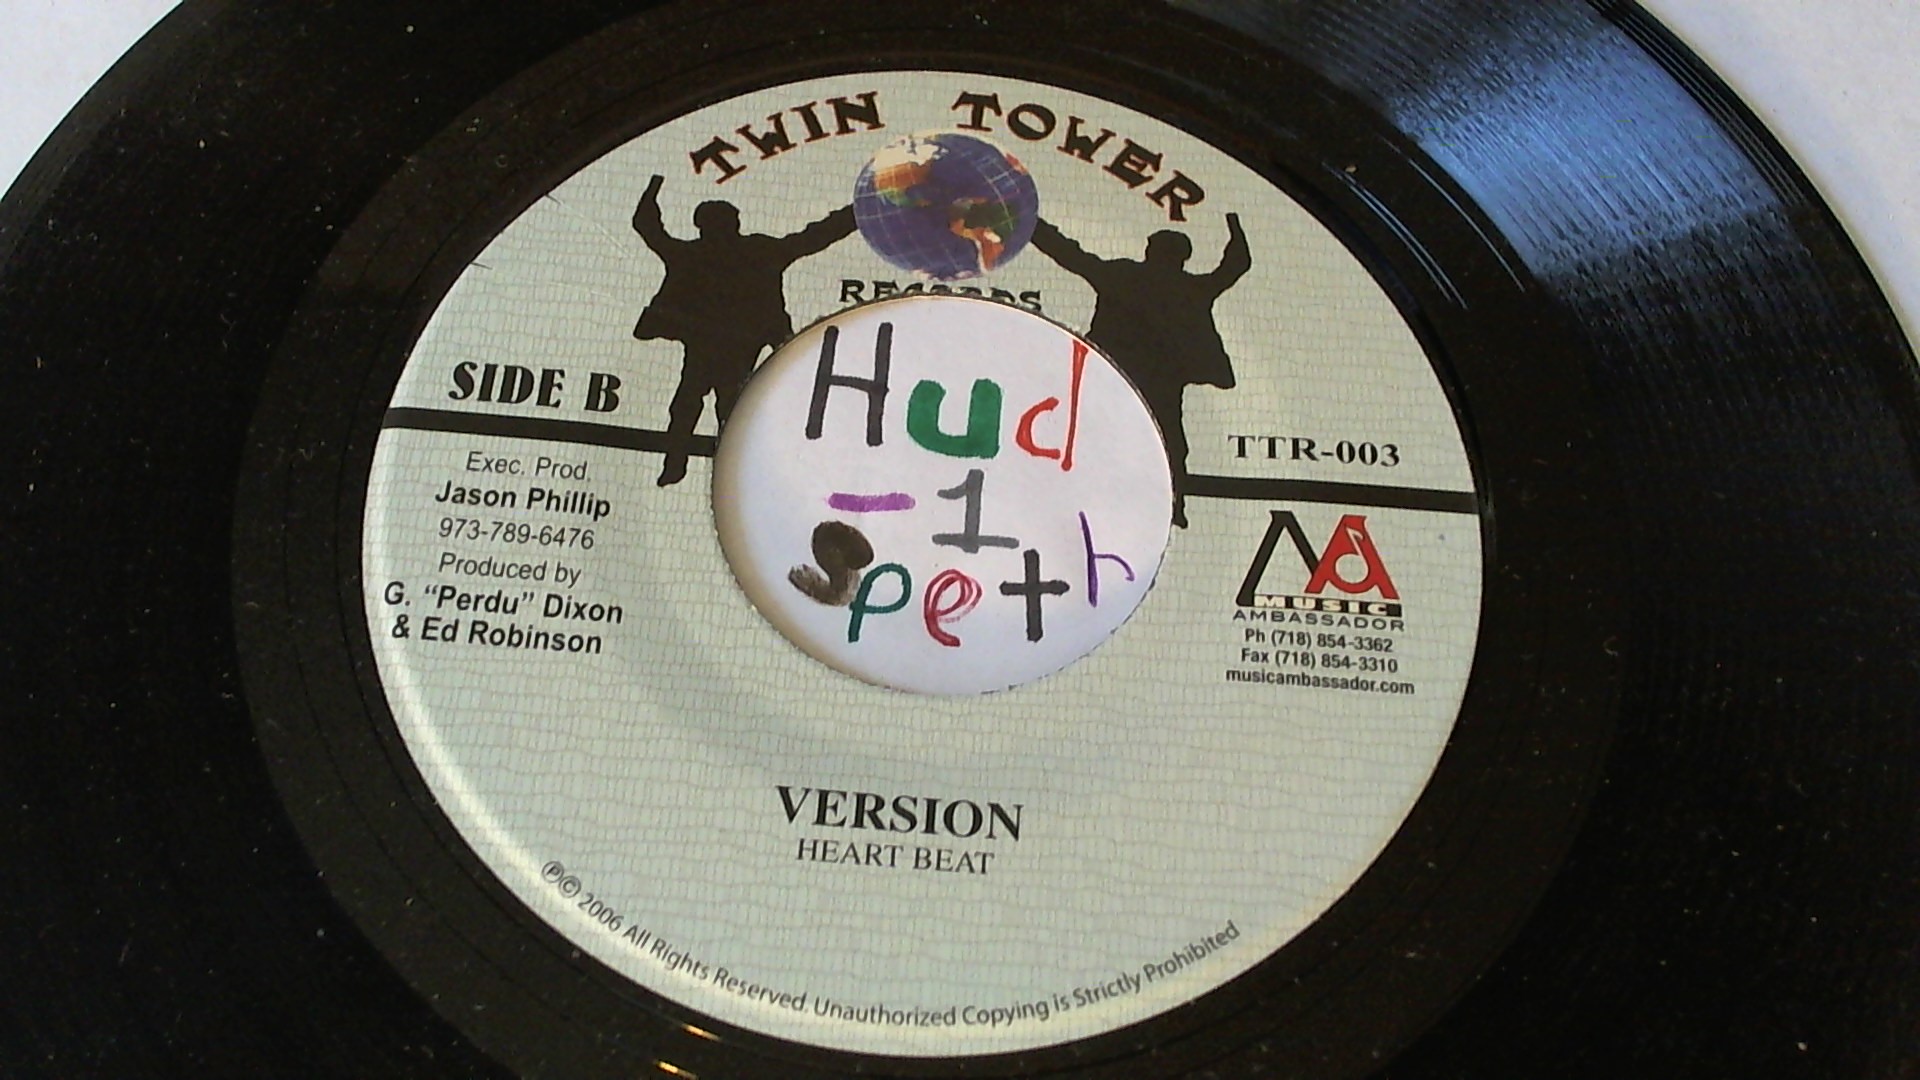 TWIN TOWER
RECORDS
SIDE B
Exec. Prod.
Jason Phillip
973-789-6476
Produced by
G. “Perdu” Dixon
& Ed Robinson
Hud
-1
speth
TTR-003
MA
MUSIC
AMBASSADOR
Ph (718) 854-3362
Fax (718) 854-3310
musicambassador.com
VERSION
HEART BEAT
℗© 2006 All Rights Reserved. Unauthorized Copying is Strictly Prohibited